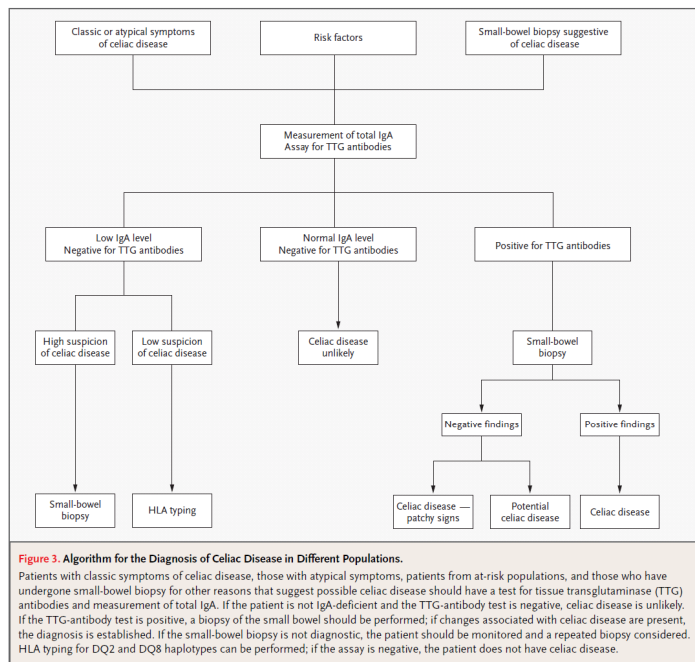 Classic or atypical symptoms
of celiac disease
Risk factors
Small-bowel biopsy suggestive
of celiac disease
Measurement of total IgA
Assay for TTG antibodies
Low IgA level
Negative for TTG antibodies
Normal IgA level
Negative for TTG antibodies
Positive for TTG antibodies
High suspicion
of celiac disease
Low suspicion
of celiac disease
Celiac disease
unlikely
Small-bowel
biopsy
Negative findings
Positive findings
Small-bowel
biopsy
HLA typing
Celiac disease —
patchy signs
Potential
celiac disease
Celiac disease
Figure 3. Algorithm for the Diagnosis of Celiac Disease in Different Populations.
Patients with classic symptoms of celiac disease, those with atypical symptoms, patients from at-risk populations, and those who have
undergone small-bowel biopsy for other reasons that suggest possible celiac disease should have a test for tissue transglutaminase (TTG)
antibodies and measurement of total IgA. If the patient is not IgA-deficient and the TTG-antibody test is negative, celiac disease is unlikely.
If the TTG-antibody test is positive, a biopsy of the small bowel should be performed; if changes associated with celiac disease are present,
the diagnosis is established. If the small-bowel biopsy is not diagnostic, the patient should be monitored and a repeated biopsy considered.
HLA typing for DQ2 and DQ8 haplotypes can be performed; if the assay is negative, the patient does not have celiac disease.